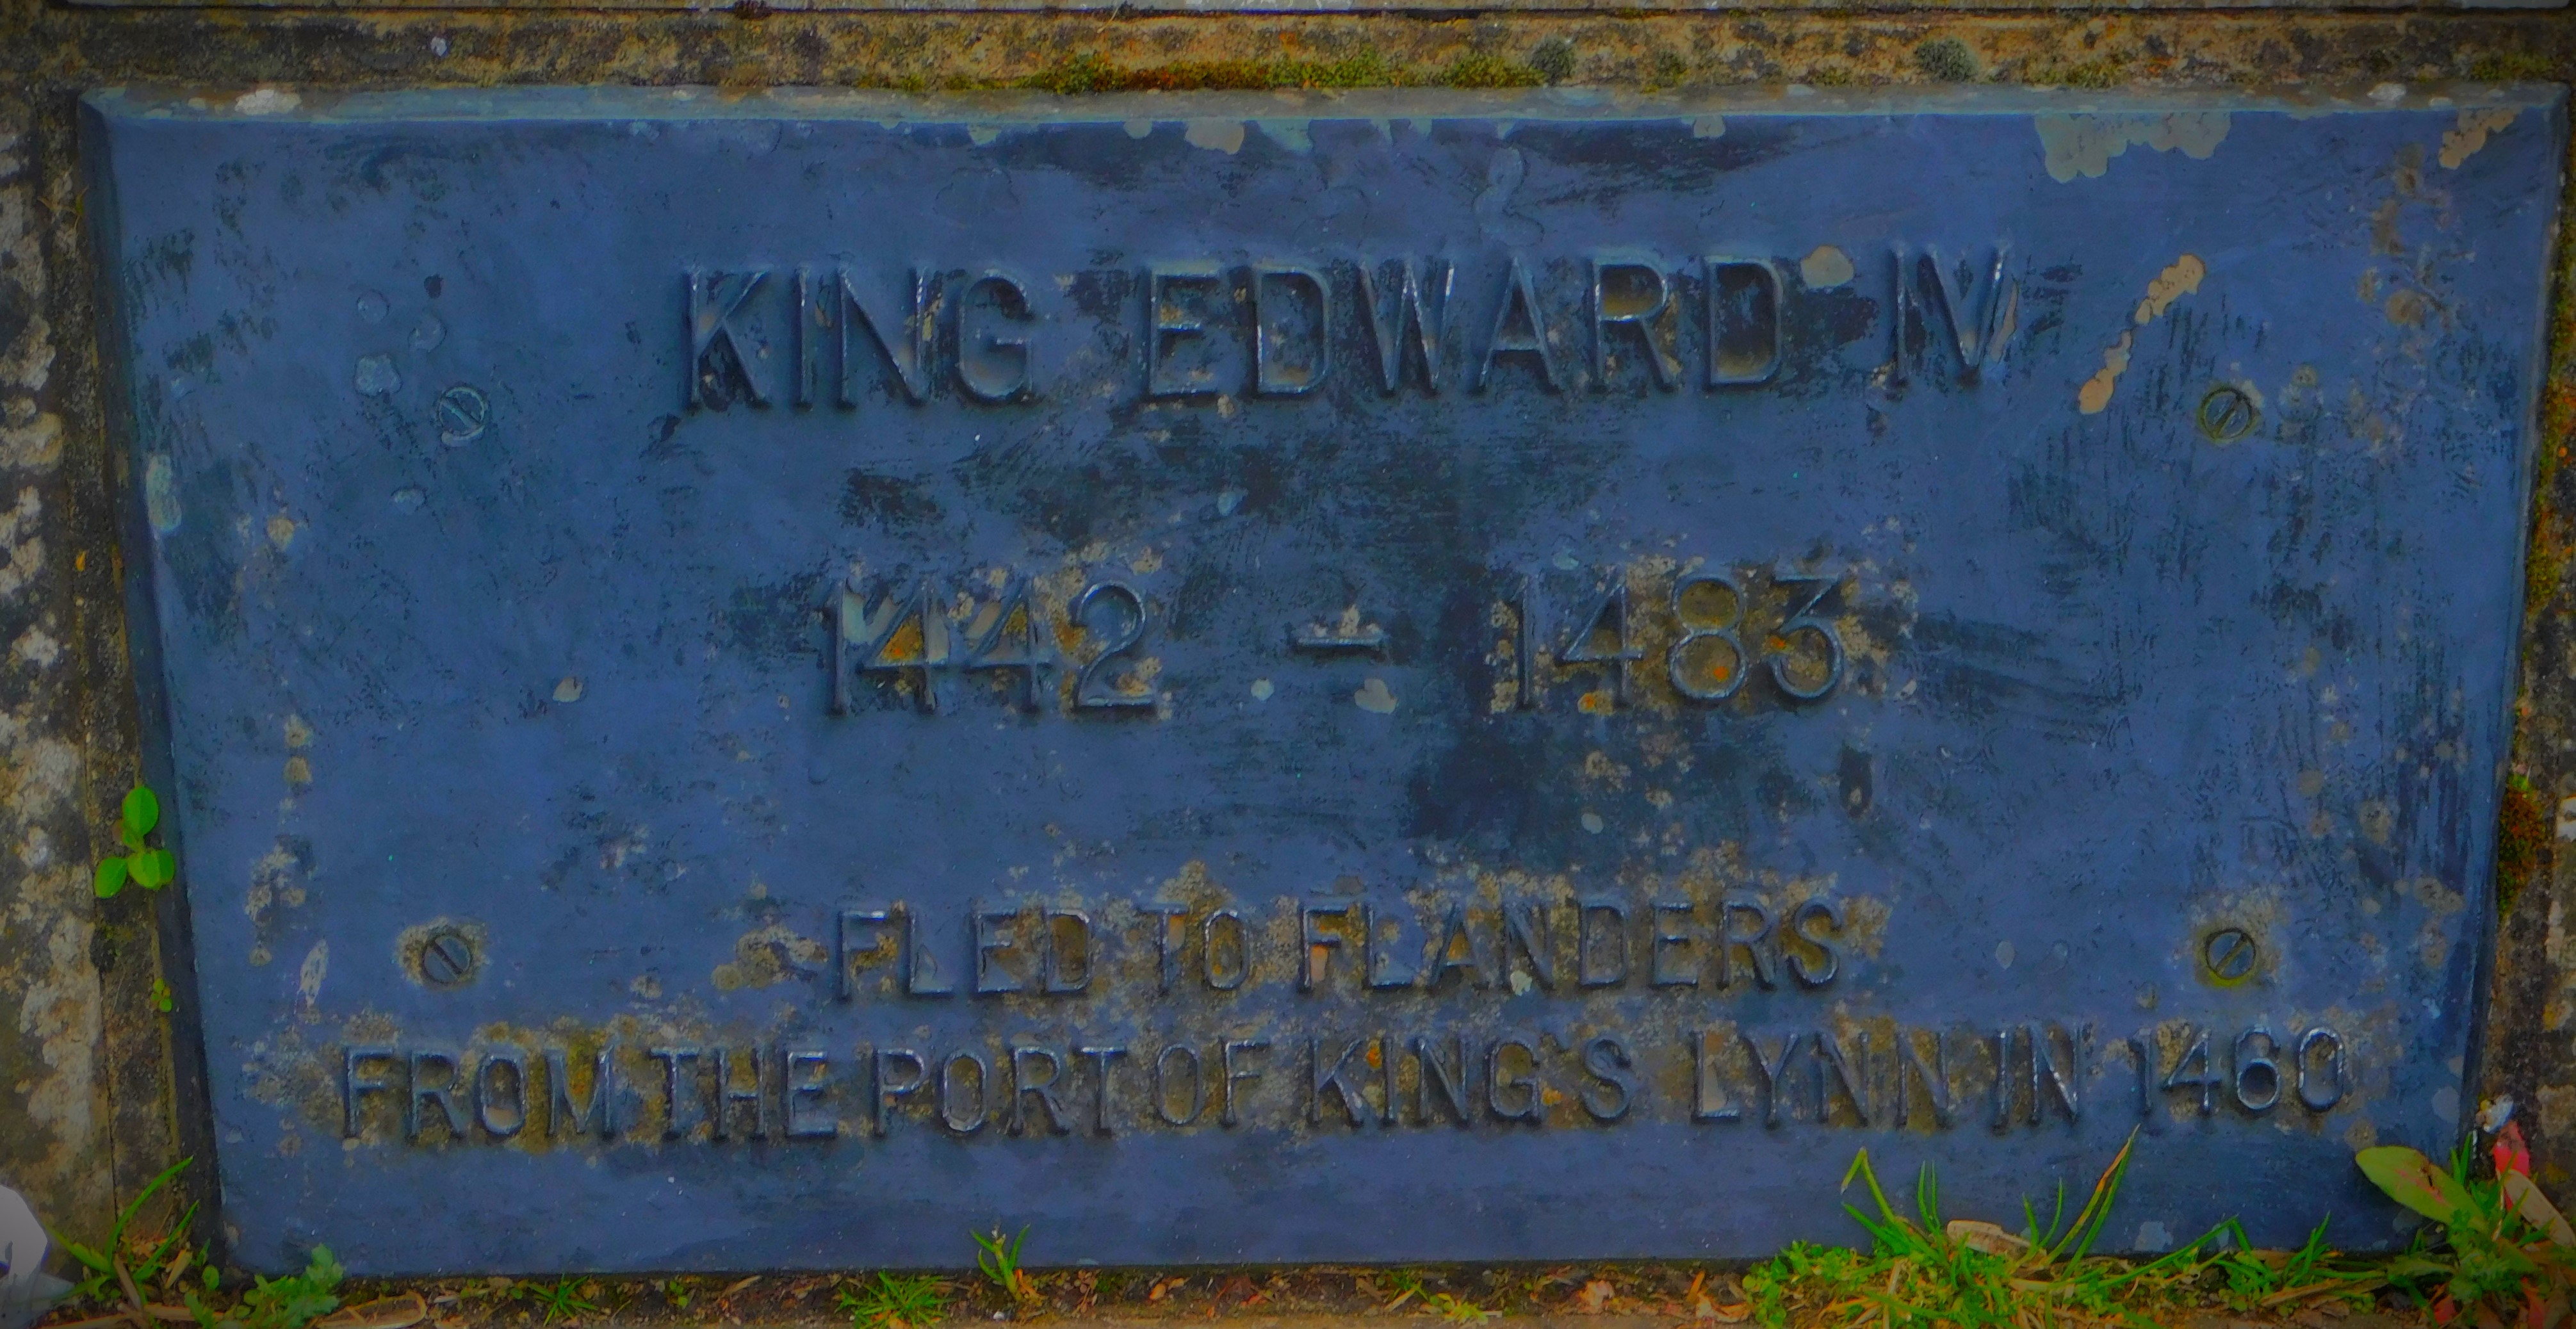 KING EDWARD IV
1442 - 1483
FLED TO FLANDERS
FROM THE PORT OF KING'S LYNN IN 1460